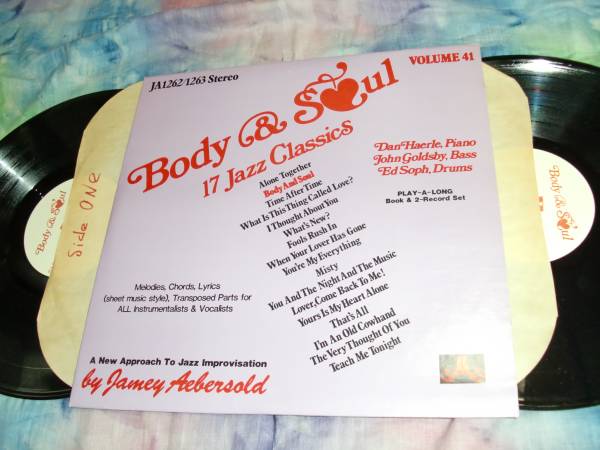 JA1262/1263 Stereo
VOLUME 41
Body & Soul
17 Jazz Classics
Dan Haerle, Piano
John Goldsby, Bass
Ed Soph, Drums
PLAY-A-LONG
Book & 2-Record Set
Alone Together
Body And Soul
Time After Time
What Is This Thing Called Love?
I Thought About You
What's New?
Fools Rush In
When Your Lover Has Gone
You're My Everything
Misty
You And The Night And The Music
Lover, Come Back To Me!
Yours Is My Heart Alone
That's All
I'm An Old Cowhand
The Very Thought Of You
Teach Me Tonight
Melodies, Chords, Lyrics
(sheet music style), Transposed Parts for
ALL Instrumentalists & Vocalists
A New Approach To Jazz Improvisation
by Jamey Aebersold
Side ONE
Body & Soul
Body & Soul